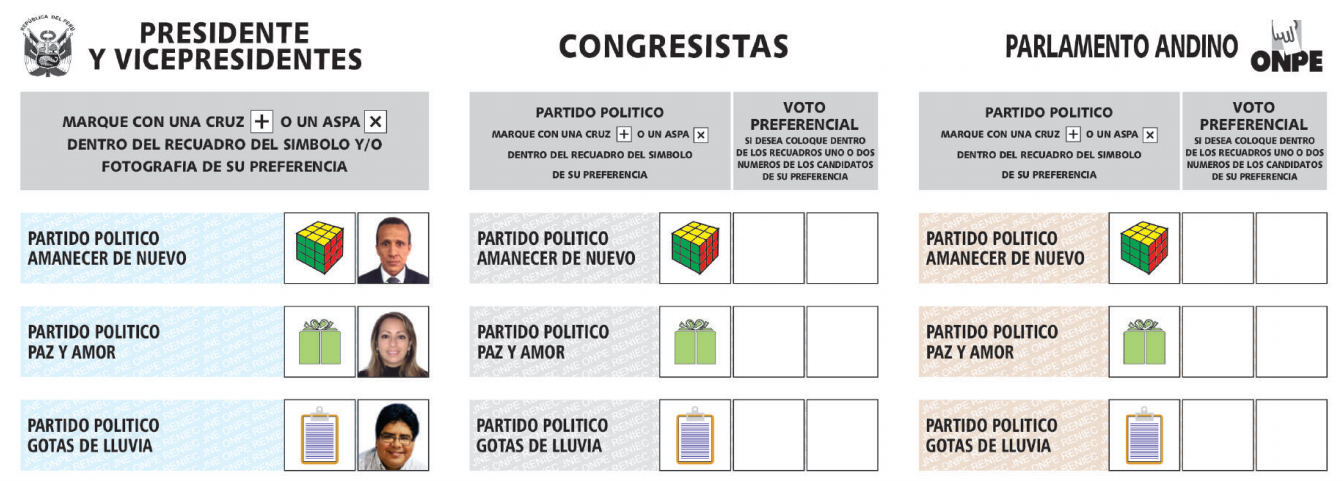 REPÚBLICA DEL PERÚ
PRESIDENTE
Y VICEPRESIDENTES
MARQUE CON UNA CRUZ + O UN ASPA X
DENTRO DEL RECUADRO DEL SIMBOLO Y/O
FOTOGRAFIA DE SU PREFERENCIA
PARTIDO POLITICO
AMANECER DE NUEVO
PARTIDO POLITICO
PAZ Y AMOR
PARTIDO POLITICO
GOTAS DE LLUVIA
CONGRESISTAS
PARTIDO POLITICO
MARQUE CON UNA CRUZ + O UN ASPA X
DENTRO DEL RECUADRO DEL SIMBOLO
DE SU PREFERENCIA
VOTO
PREFERENCIAL
SI DESEA COLOQUE DENTRO
DE LOS RECUADROS UNO O DOS
NUMEROS DE LOS CANDIDATOS
DE SU PREFERENCIA
PARTIDO POLITICO
AMANECER DE NUEVO
PARTIDO POLITICO
PAZ Y AMOR
PARTIDO POLITICO
GOTAS DE LLUVIA
PARLAMENTO ANDINO
ONPE
PARTIDO POLITICO
MARQUE CON UNA CRUZ + O UN ASPA X
DENTRO DEL RECUADRO DEL SIMBOLO
DE SU PREFERENCIA
VOTO
PREFERENCIAL
SI DESEA COLOQUE DENTRO
DE LOS RECUADROS UNO O DOS
NUMEROS DE LOS CANDIDATOS
DE SU PREFERENCIA
PARTIDO POLITICO
AMANECER DE NUEVO
PARTIDO POLITICO
PAZ Y AMOR
PARTIDO POLITICO
GOTAS DE LLUVIA